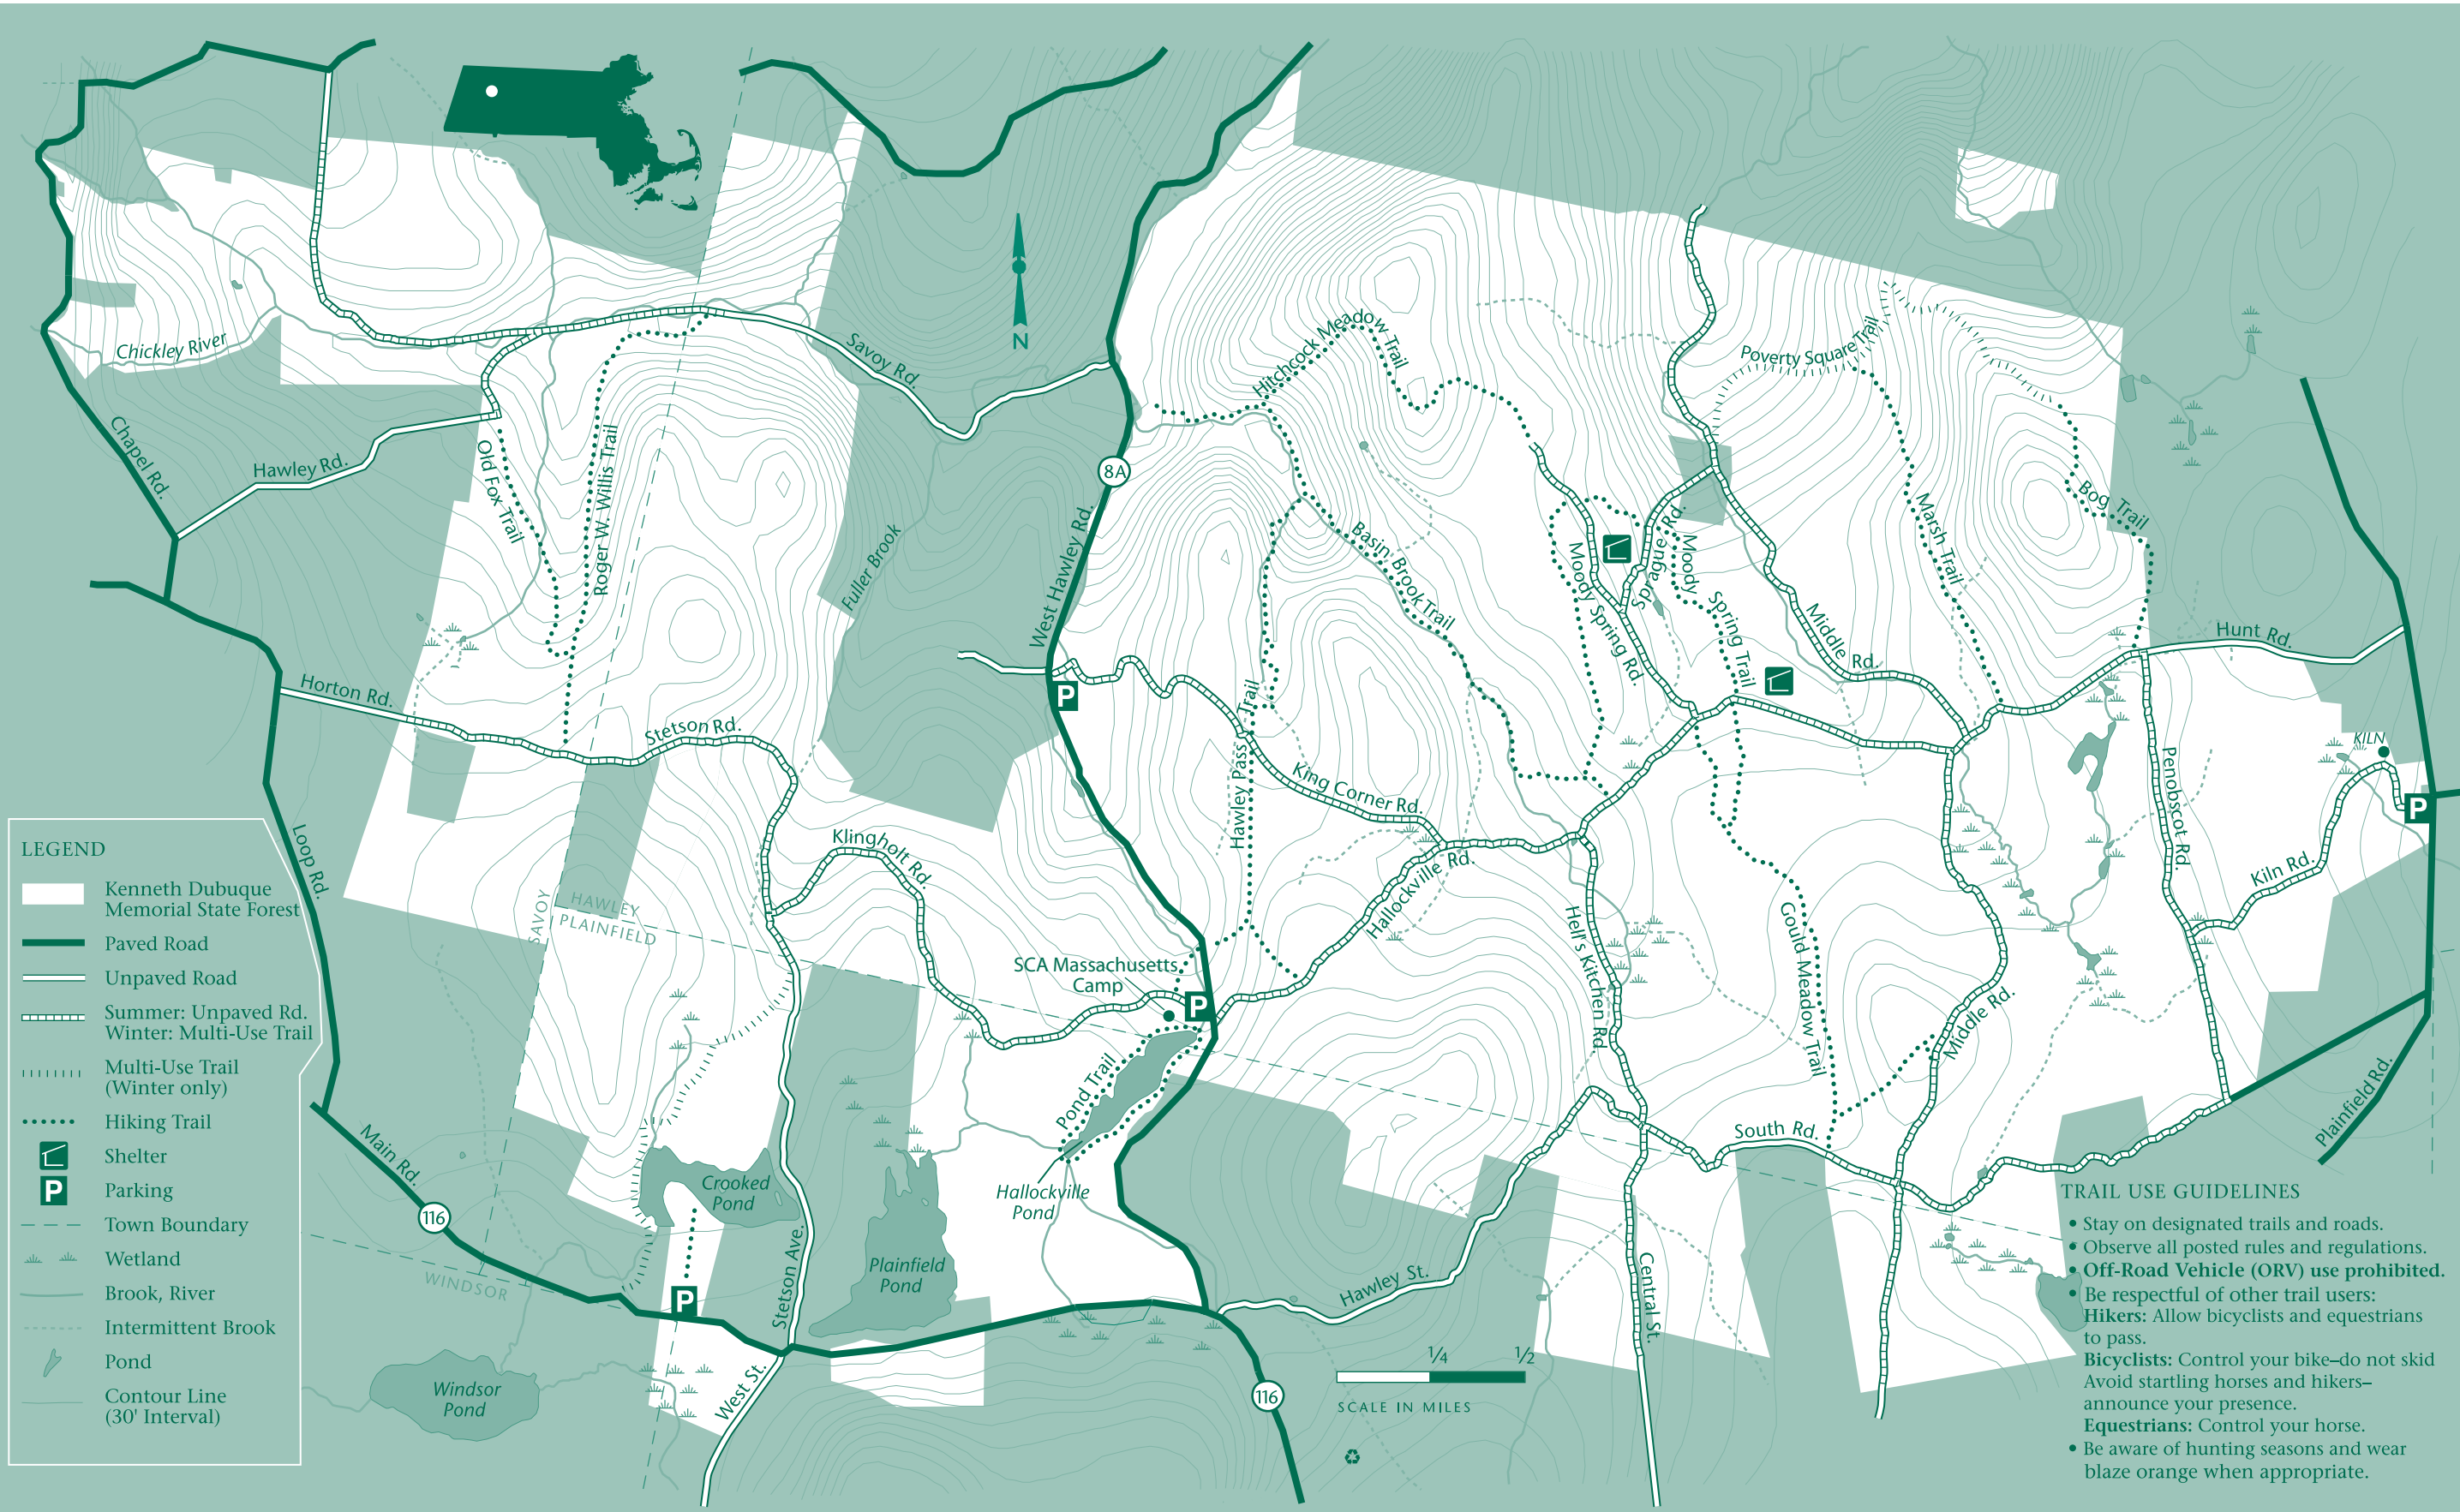 N
Chickley River
Savoy Rd.
Hitchcock Meadow Trail
Poverty Square Trail
Chapel Rd.
Hawley Rd.
Old Fox Trail
Roger W. Willis Trail
8A
West Hawley Rd.
Fuller Brook
Basin Brook Trail
Moody Spring Rd.
Sprague Rd.
Moody
Spring Trail
Middle
Rd.
Marsh Trail
Bog Trail
Hunt Rd.
Horton Rd.
Stetson Rd.
P
Hawley Pass Trail
King Corner Rd.
Penobscot Rd.
KILN
P
Kiln Rd.
Loop Rd.
Klingholt Rd.
Hallockville Rd.
SAVOY
HAWLEY
PLAINFIELD
SCA Massachusetts
Camp
P
Hell's Kitchen Rd.
Gould Meadow Trail
Middle Rd.
Pond Trail
Hallockville
Pond
South Rd.
Plainfield Rd.
Main Rd.
116
WINDSOR
Crooked
Pond
Plainfield
Pond
Stetson Ave.
P
Hawley St.
Central St.
Windsor
Pond
West St.
116
¼
½
SCALE IN MILES
LEGEND
Kenneth Dubuque
Memorial State Forest
Paved Road
Unpaved Road
Summer: Unpaved Rd.
Winter: Multi-Use Trail
Multi-Use Trail
(Winter only)
Hiking Trail
Shelter
P Parking
Town Boundary
Wetland
Brook, River
Intermittent Brook
Pond
Contour Line
(30' Interval)
TRAIL USE GUIDELINES
• Stay on designated trails and roads.
• Observe all posted rules and regulations.
• Off-Road Vehicle (ORV) use prohibited.
• Be respectful of other trail users:
Hikers: Allow bicyclists and equestrians
to pass.
Bicyclists: Control your bike–do not skid
Avoid startling horses and hikers–
announce your presence.
Equestrians: Control your horse.
• Be aware of hunting seasons and wear
blaze orange when appropriate.